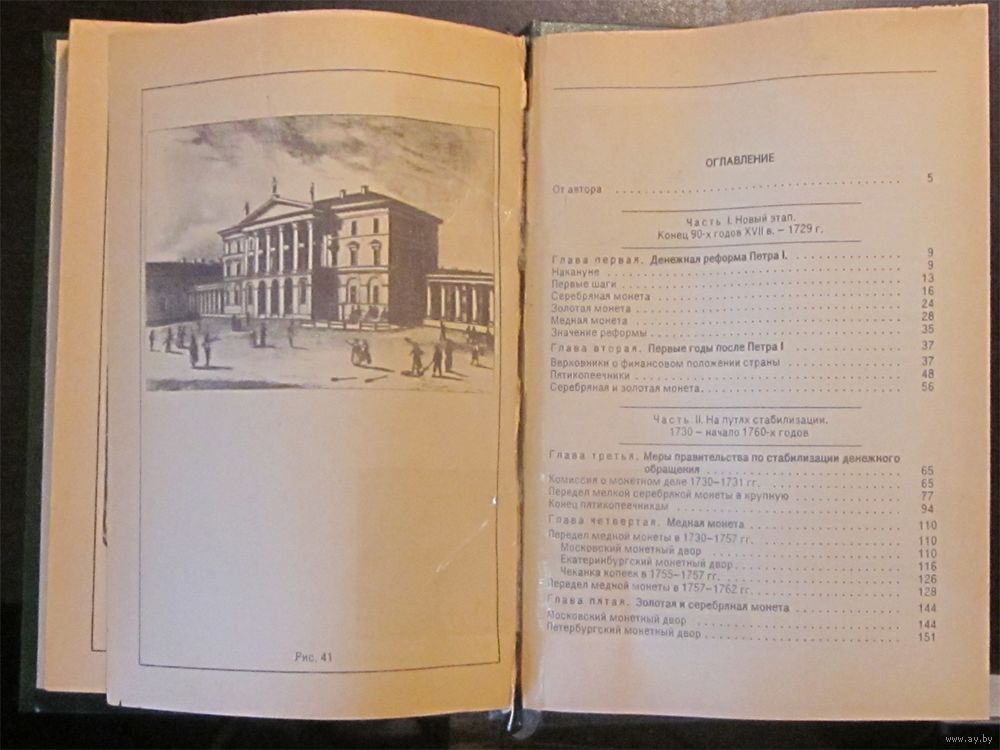 Рис. 41
ОГЛАВЛЕНИЕ
От автора . . . . . . . . . . 5
Часть I. Новый этап.
Конец 90-х годов XVII в. – 1729 г.
Глава первая. Денежная реформа Петра I. . . . . . . . . . . 9
Накануне . . . . . . . . . . 9
Первые шаги . . . . . . . . . . 13
Серебряная монета . . . . . . . . . . 16
Золотая монета . . . . . . . . . . 24
Медная монета . . . . . . . . . . 28
Значение реформы . . . . . . . . . . 35
Глава вторая. Первые годы после Петра I . . . . . . . . . . 37
Верховники о финансовом положении страны . . . . . . . . . . 37
Пятикопеечники . . . . . . . . . . 48
Серебряная и золотая монета . . . . . . . . . . 56
Часть II. На путях стабилизации.
1730 – начало 1760-х годов
Глава третья. Меры правительства по стабилизации денежного
обращения . . . . . . . . . . 65
Комиссия о монетном деле 1730–1731 гг. . . . . . . . . . . 65
Передел мелкой серебряной монеты в крупную . . . . . . . . . . 77
Конец пятикопеечникам . . . . . . . . . . 94
Глава четвертая. Медная монета . . . . . . . . . . 110
Передел медной монеты в 1730–1757 гг. . . . . . . . . . . 110
Московский монетный двор . . . . . . . . . . 110
Екатеринбургский монетный двор . . . . . . . . . . 116
Чеканка копеек в 1755–1757 гг. . . . . . . . . . . 126
Передел медной монеты в 1757–1762 гг. . . . . . . . . . . 128
Глава пятая. Золотая и серебряная монета . . . . . . . . . . 144
Московский монетный двор . . . . . . . . . . 144
Петербургский монетный двор . . . . . . . . . . 151
www.ay.by